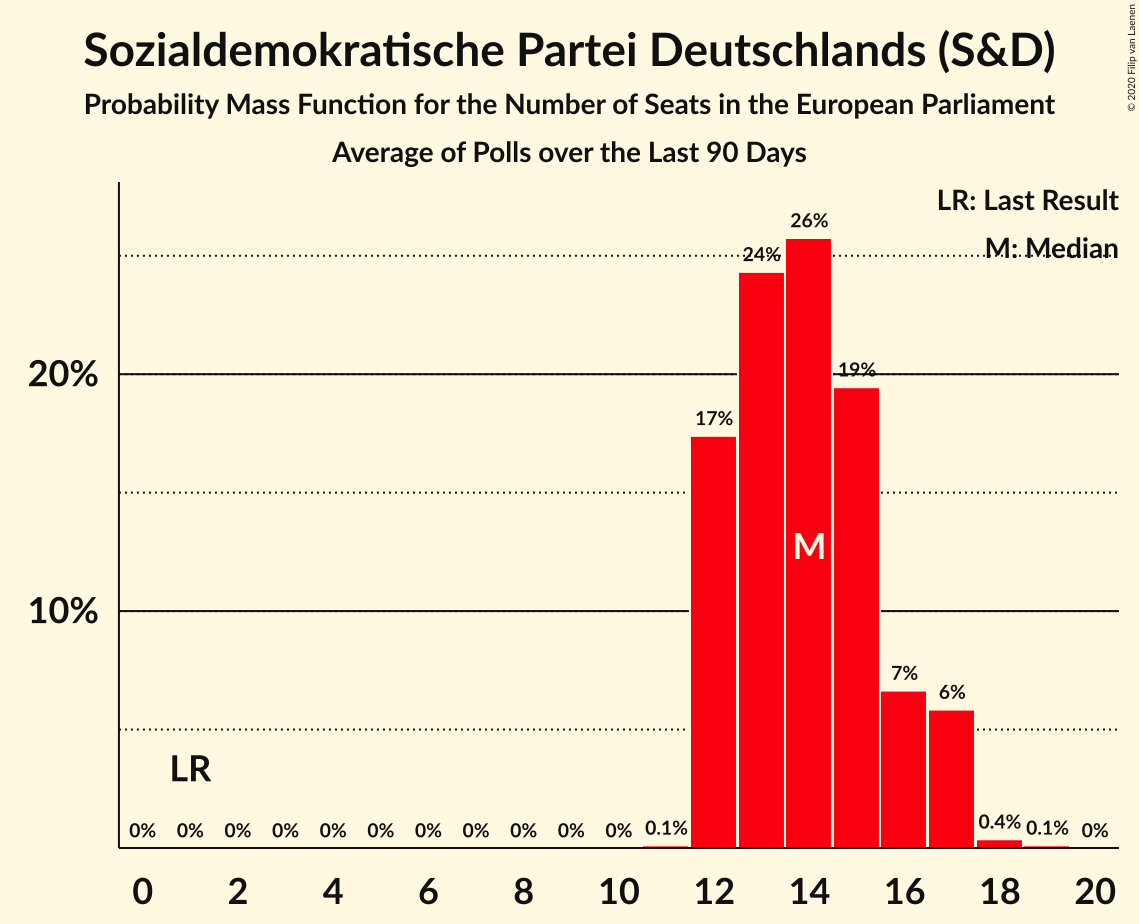 Sozialdemokratische Partei Deutschlands (S&D)
Probability Mass Function for the Number of Seats in the European Parliament
Average of Polls over the Last 90 Days
© 2020 Filip van Laenen
LR: Last Result
M: Median
26%
24%
20%
19%
17%
M
10%
7%
6%
LR
0% 0% 0% 0% 0% 0% 0% 0% 0% 0% 0% 0.1% 0.4% 0.1% 0%
0 2 4 6 8 10 12 14 16 18 20